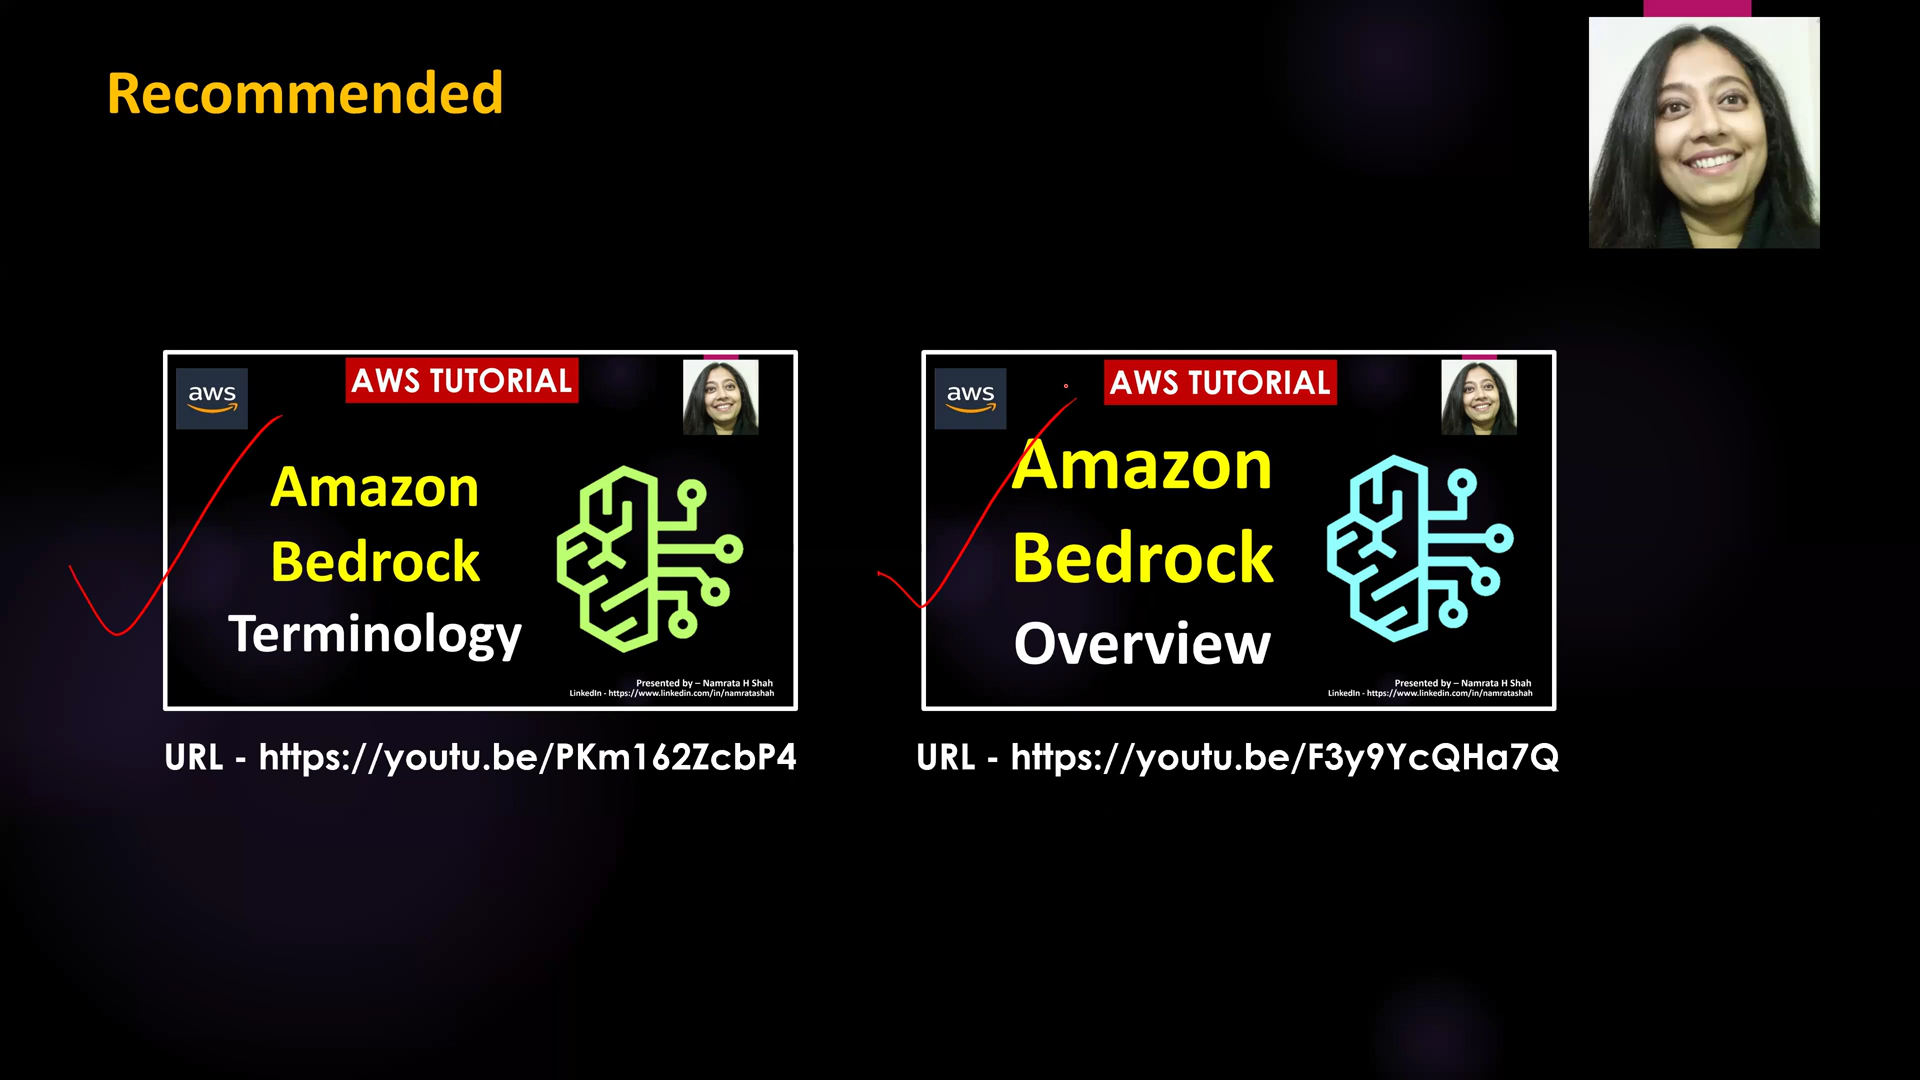 Recommended
aws
AWS TUTORIAL
Amazon
Bedrock
Terminology
Presented by – Namrata H Shah
LinkedIn - https://www.linkedin.com/in/namratashah
URL - https://youtu.be/PKm162ZcbP4
aws
AWS TUTORIAL
Amazon
Bedrock
Overview
Presented by – Namrata H Shah
LinkedIn - https://www.linkedin.com/in/namratashah
URL - https://youtu.be/F3y9YcQHa7Q